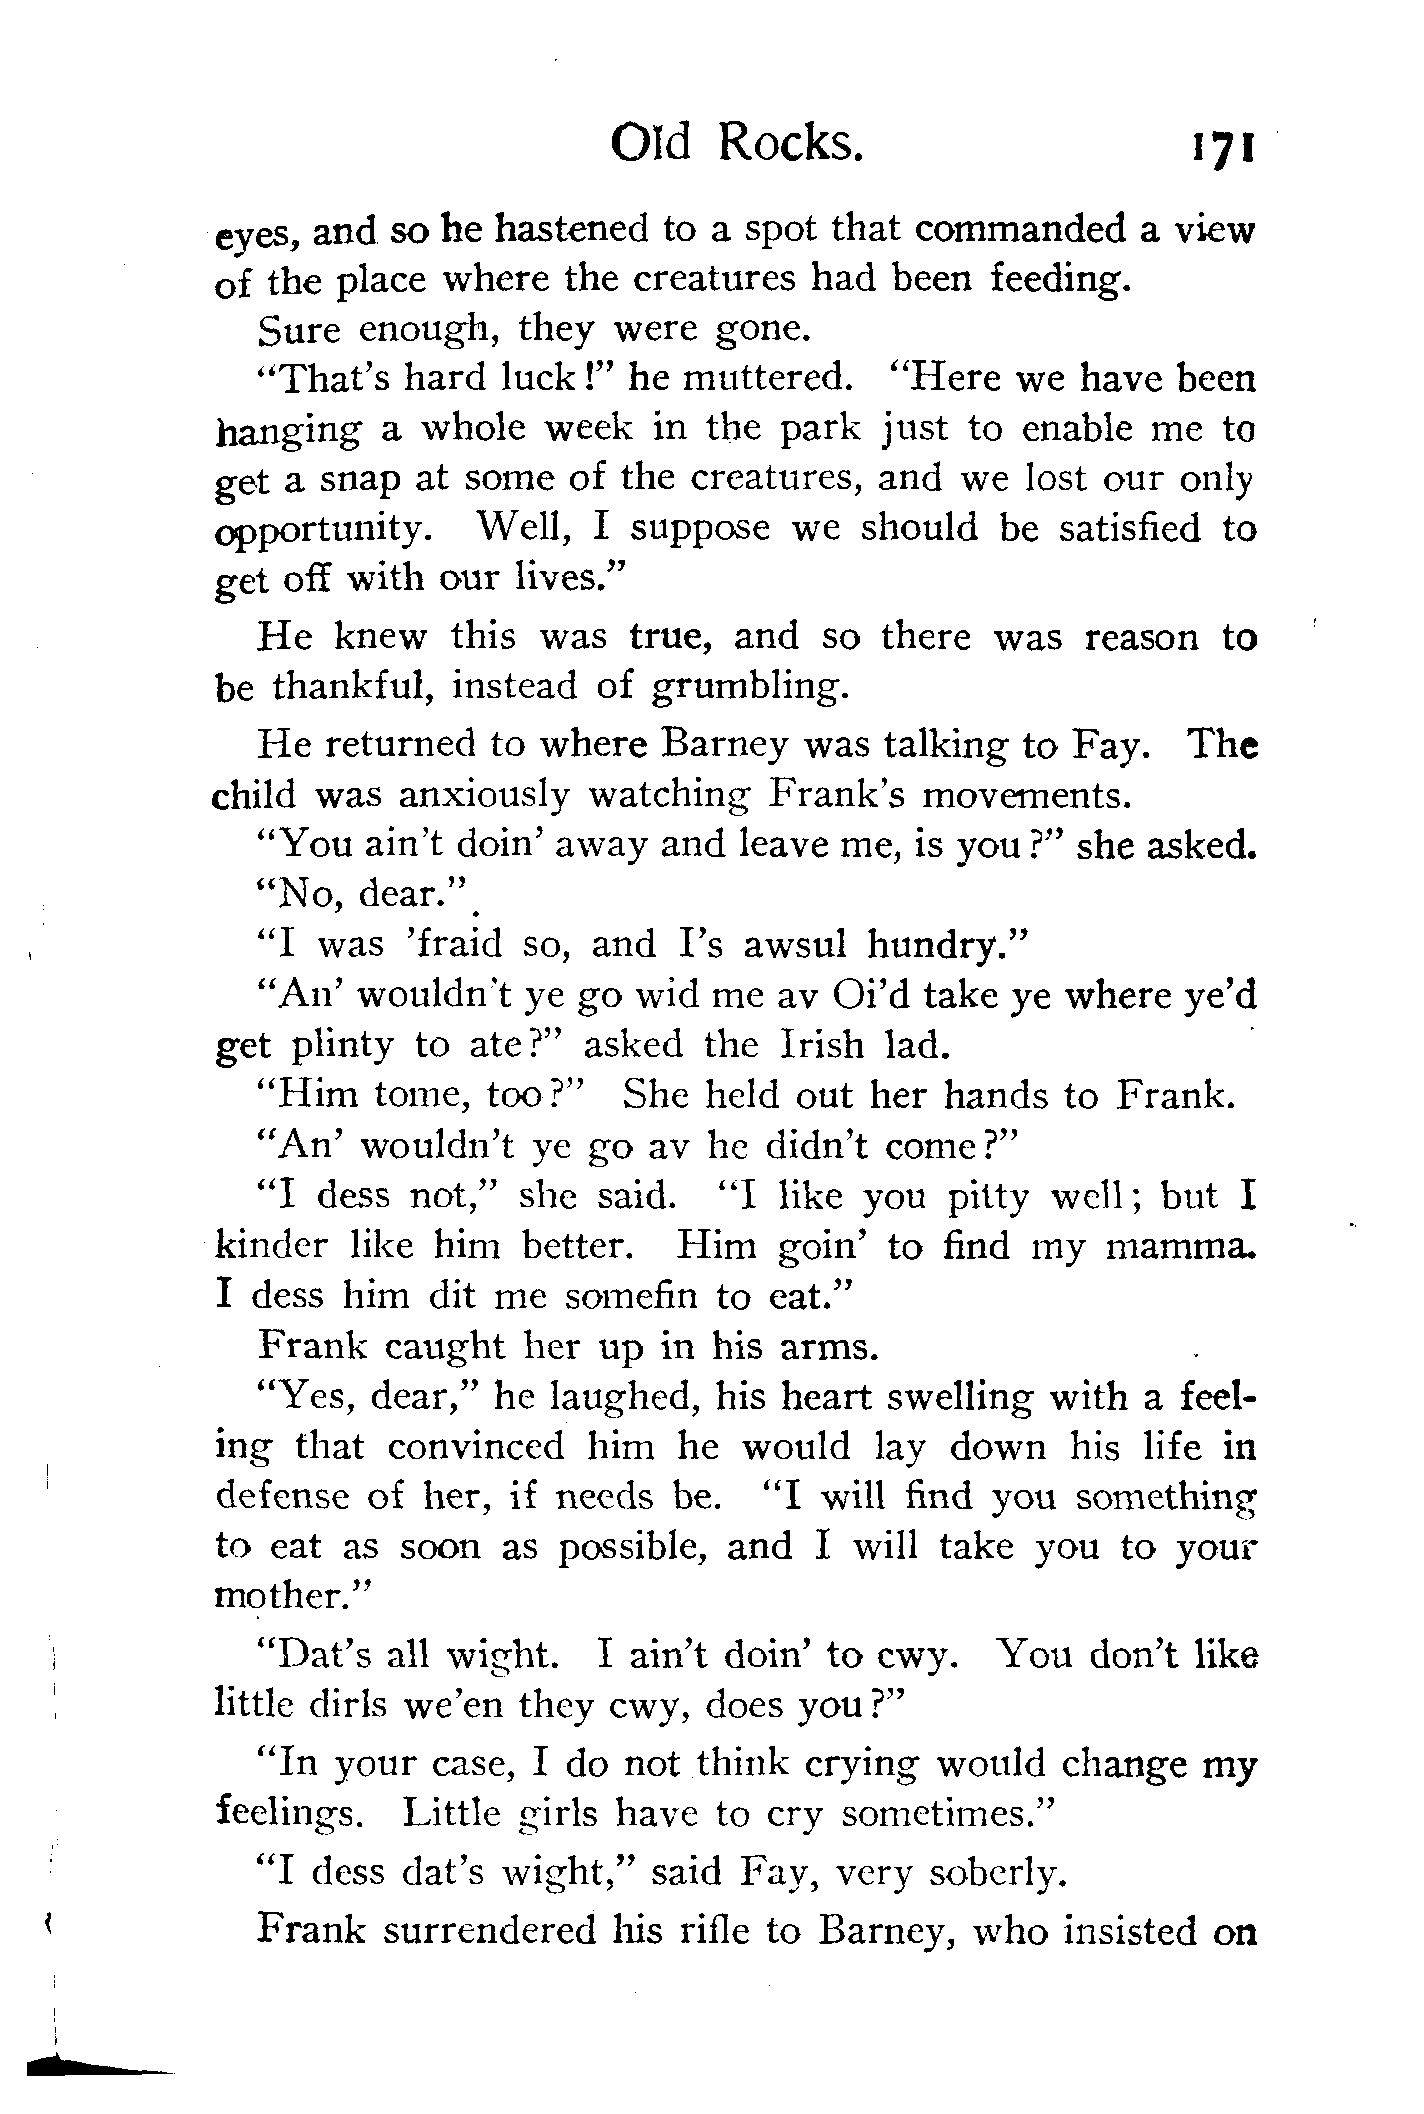 Old Rocks. 171
eyes, and so he hastened to a spot that commanded a view
of the place where the creatures had been feeding.
Sure enough, they were gone.
“That’s hard luck!” he muttered. “Here we have been
hanging a whole week in the park just to enable me to
get a snap at some of the creatures, and we lost our only
opportunity. Well, I suppose we should be satisfied to
get off with our lives.”
He knew this was true, and so there was reason to
be thankful, instead of grumbling.
He returned to where Barney was talking to Fay. The
child was anxiously watching Frank’s movements.
“You ain’t doin’ away and leave me, is you?” she asked.
“No, dear.”
“I was ’fraid so, and I’s awsul hundry.”
“An’ wouldn’t ye go wid me av Oi’d take ye where ye’d
get plinty to ate?” asked the Irish lad.
“Him tome, too?” She held out her hands to Frank.
“An’ wouldn’t ye go av he didn’t come?”
“I dess not,” she said. “I like you pitty well; but I
kinder like him better. Him goin’ to find my mamma.
I dess him dit me somefin to eat.”
Frank caught her up in his arms.
“Yes, dear,” he laughed, his heart swelling with a feel-
ing that convinced him he would lay down his life in
defense of her, if needs be. “I will find you something
to eat as soon as possible, and I will take you to your
mother.”
“Dat’s all wight. I ain’t doin’ to cwy. You don’t like
little dirls we’en they cwy, does you?”
“In your case, I do not think crying would change my
feelings. Little girls have to cry sometimes.”
“I dess dat’s wight,” said Fay, very soberly.
Frank surrendered his rifle to Barney, who insisted on